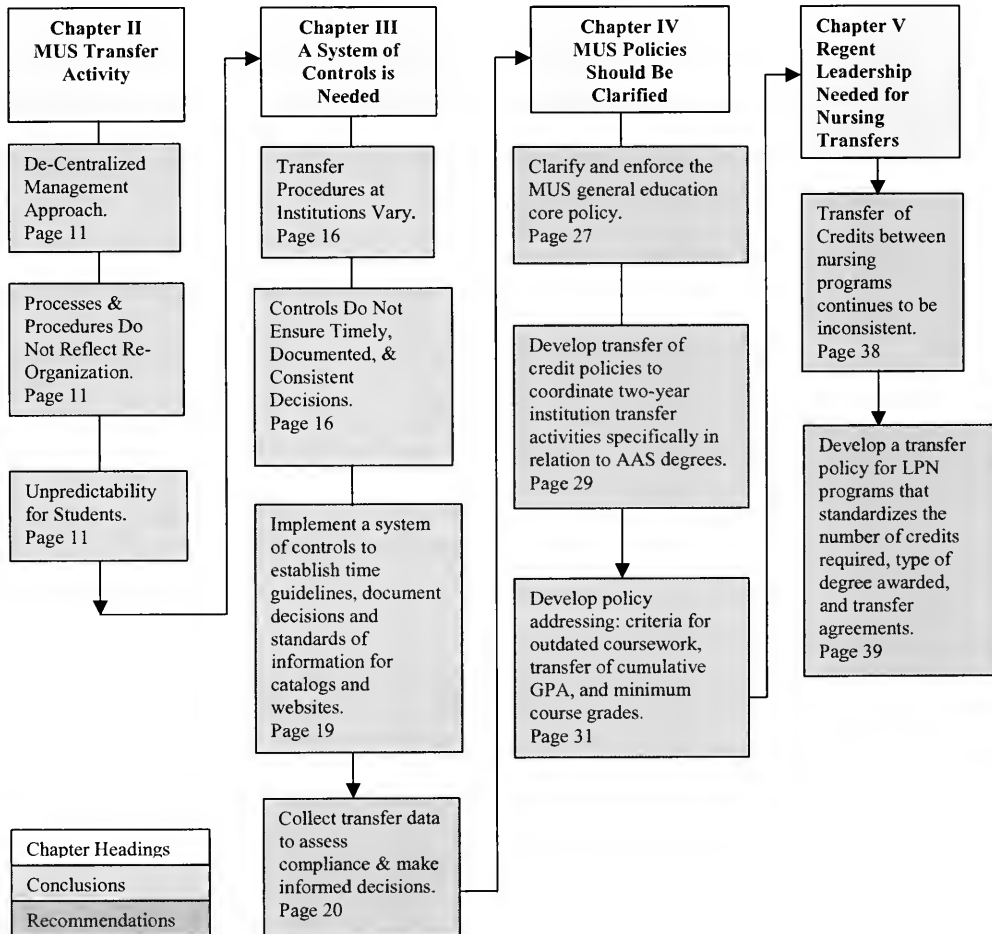 Chapter II
MUS Transfer
Activity
De-Centralized
Management
Approach.
Page 11
Processes &
Procedures Do
Not Reflect Re-
Organization.
Page 11
Unpredictability
for Students.
Page 11
Chapter III
A System of
Controls is
Needed
Transfer
Procedures at
Institutions Vary.
Page 16
Controls Do Not
Ensure Timely,
Documented, &
Consistent
Decisions.
Page 16
Implement a system
of controls to
establish time
guidelines, document
decisions and
standards of
information for
catalogs and
websites.
Page 19
Collect transfer data
to assess
compliance & make
informed decisions.
Page 20
Chapter IV
MUS Policies
Should Be
Clarified
Clarify and enforce the
MUS general education
core policy.
Page 27
Develop transfer of
credit policies to
coordinate two-year
institution transfer
activities specifically in
relation to AAS degrees.
Page 29
Develop policy
addressing: criteria for
outdated coursework,
transfer of cumulative
GPA, and minimum
course grades.
Page 31
Chapter V
Regent
Leadership
Needed for
Nursing
Transfers
Transfer of
Credits between
nursing
programs
continues to be
inconsistent.
Page 38
Develop a transfer
policy for LPN
programs that
standardizes the
number of credits
required, type of
degree awarded,
and transfer
agreements.
Page 39
Chapter Headings
Conclusions
Recommendations